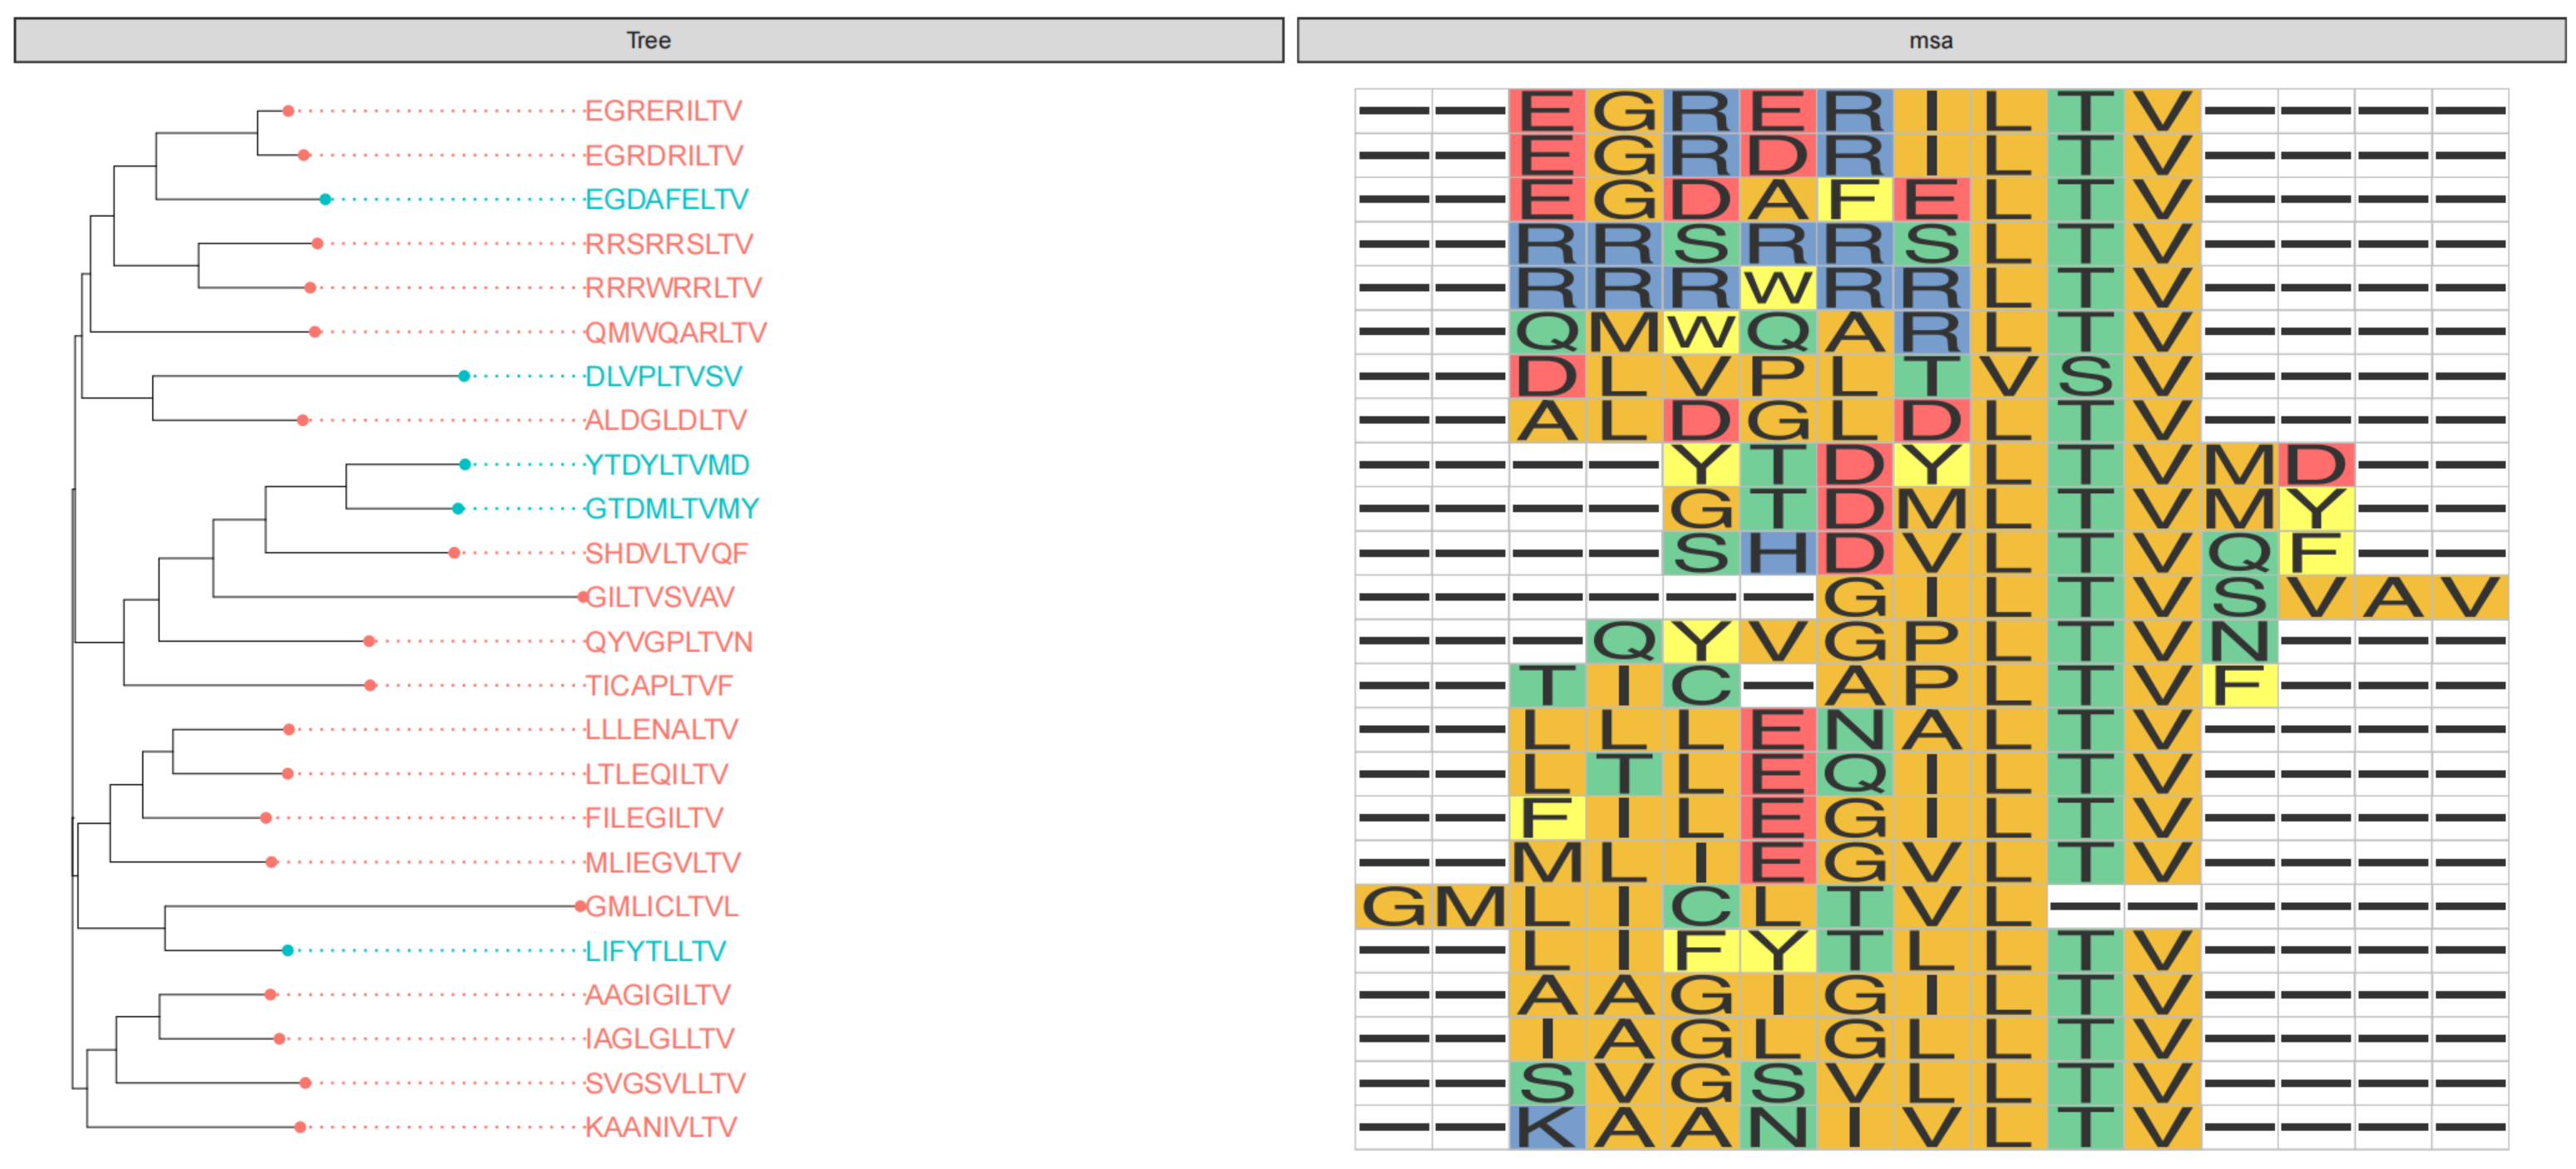 Tree msa
EGRERILTV — — E G R E R I L T V — — — —
EGRDRILTV — — E G R D R I L T V — — — —
EGDAFELTV — — E G D A F E L T V — — — —
RRSRRSLTV — — R R S R R S L T V — — — —
RRRWRRLTV — — R R R W R R L T V — — — —
QMWQARLTV — — Q M W Q A R L T V — — — —
DLVPLTVSV — — D L V P L T V S V — — — —
ALDGLDLTV — — A L D G L D L T V — — — —
YTDYLTVMD — — — — Y T D Y L T V M D — —
GTDMLTVMY — — — — G T D M L T V M Y — —
SHDVLTVQF — — — — S H D V L T V Q F — —
GILTVSVAV — — — — — — G I L T V S V A V
QYVGPLTVN — — — Q Y V G P L T V N — — —
TICAPLTVF — — T I C — A P L T V F — — —
LLLENALTV — — L L L E N A L T V — — — —
LTLEQILTV — — L T L E Q I L T V — — — —
FILEGILTV — — F I L E G I L T V — — — —
MLIEGVLTV — — M L I E G V L T V — — — —
GMLICLTVL G M L I C L T V L — — — — — —
LIFYTLLTV — — L I F Y T L L T V — — — —
AAGIGILTV — — A A G I G I L T V — — — —
IAGLGLLTV — — I A G L G L L T V — — — —
SVGSVLLTV — — S V G S V L L T V — — — —
KAANIVLTV — — K A A N I V L T V — — — —